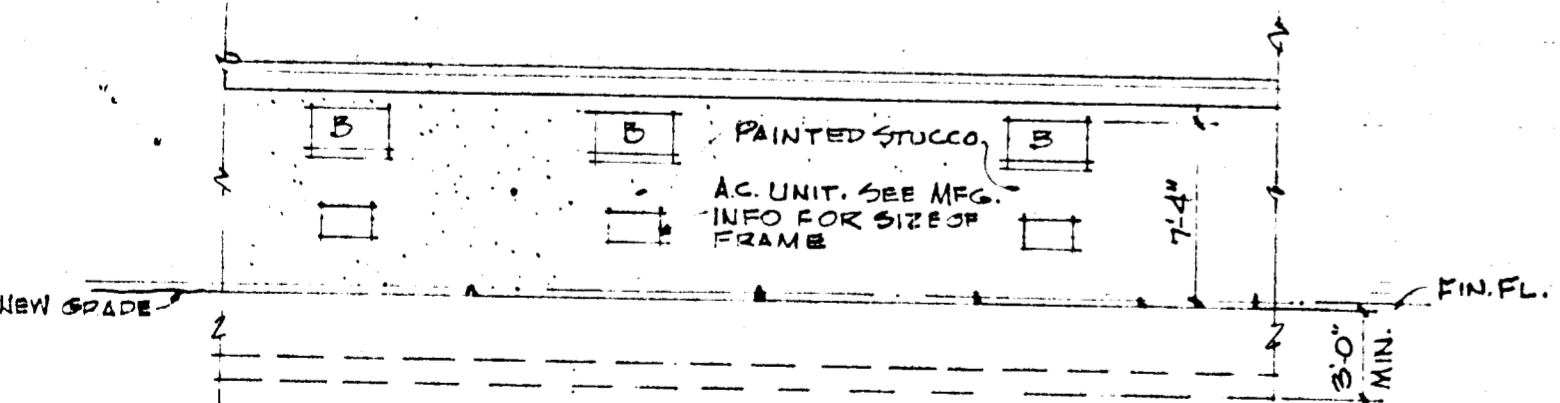 B
B
PAINTED STUCCO
B
A.C. UNIT. SEE MFG.
INFO FOR SIZE OF
FRAME
7'-4"
NEW GRADE
FIN. FL.
3'-0"
MIN.